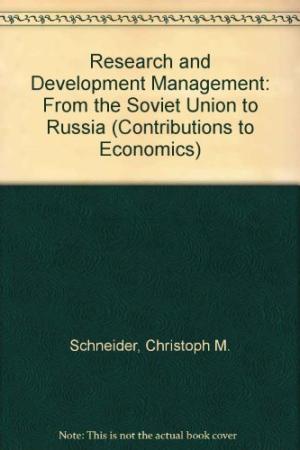 Research and
Development Management:
From the Soviet Union to
Russia (Contributions to
Economics)
Schneider, Christoph M.
Note: This is not the actual book cover